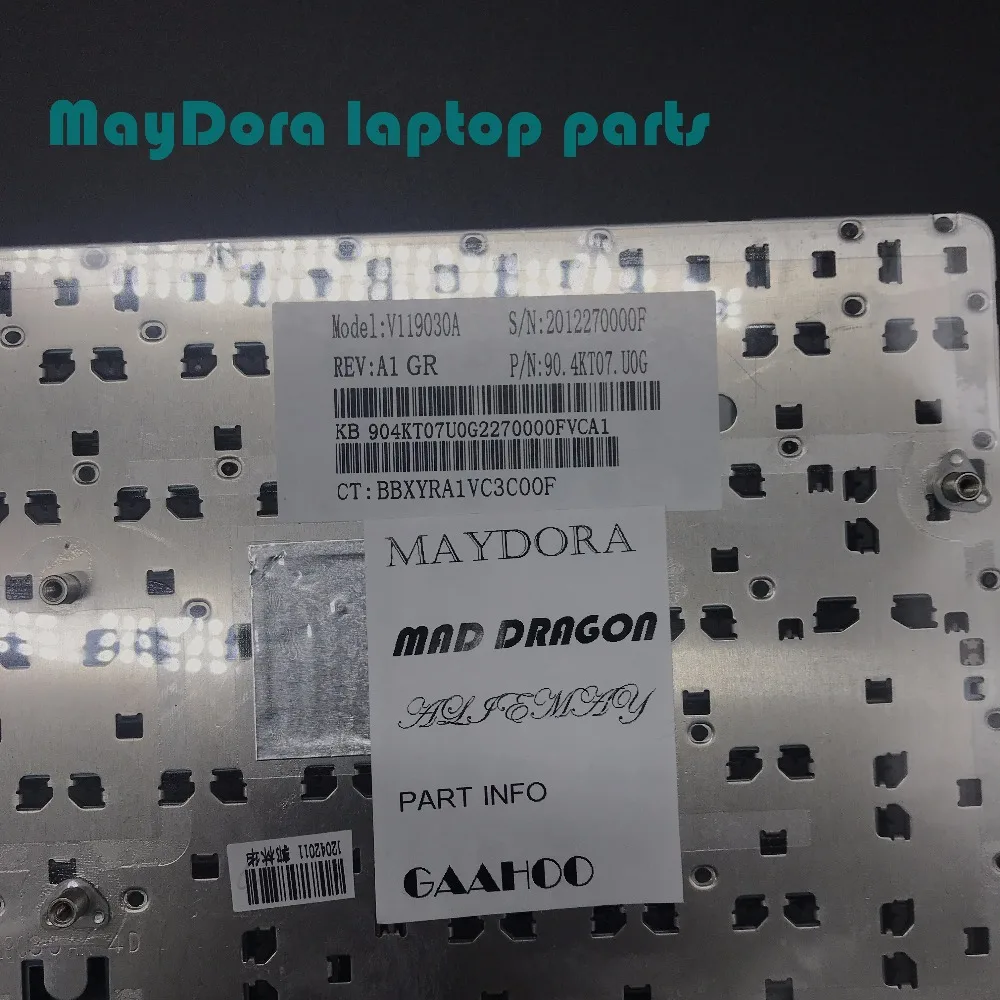 MayDora laptop parts
Model:V119030A S/N:2012270000F
REV:A1 GR P/N:90.4KT07.U0G
KB 904KT07U0G2270000FVCA1
CT:BBXYRA1VC3C00F
MAYDORA
MAD DRAGON
ALIEMAY
PART INFO
GAAHOO
12042011
4D